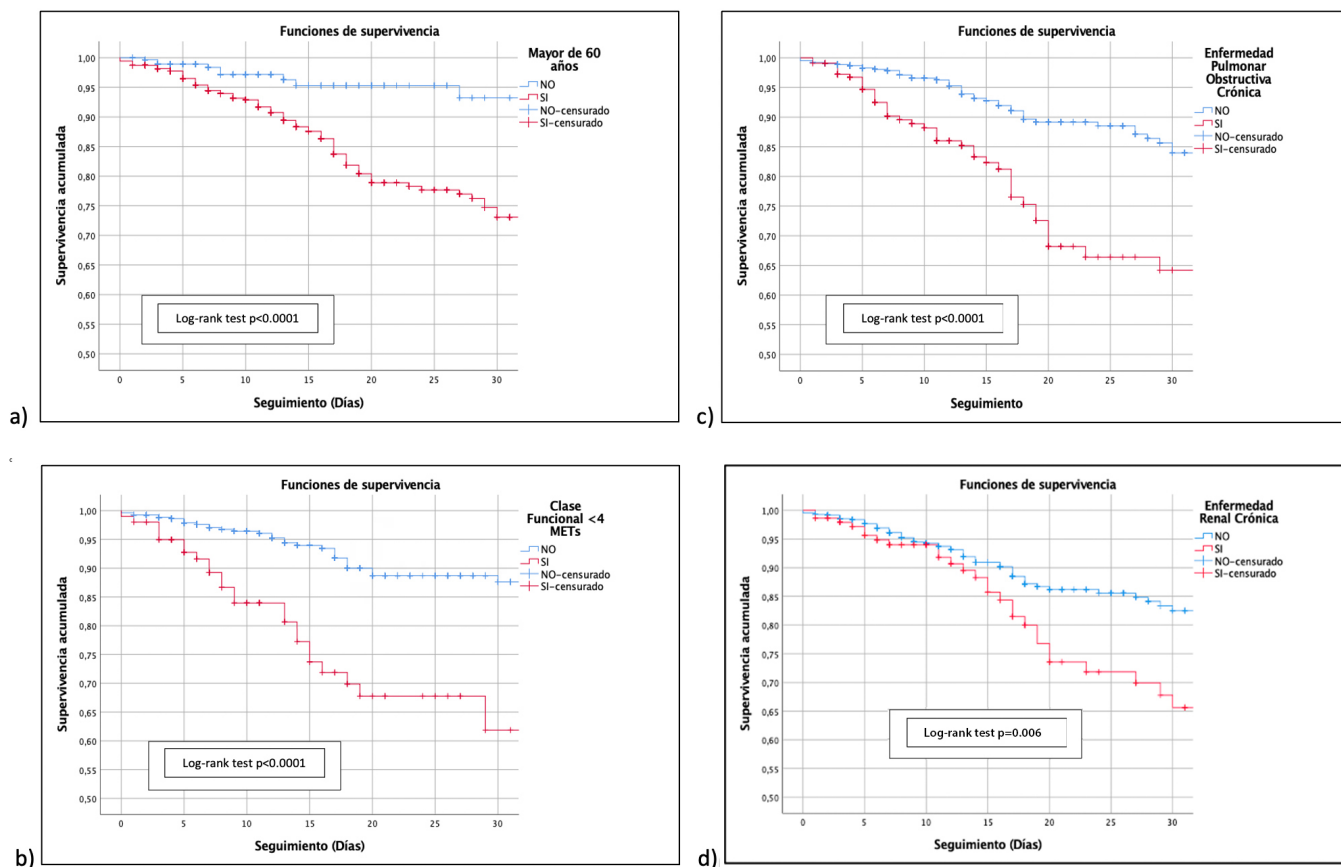 Funciones de supervivencia
Mayor de 60
años
NO
SI
NO-censurado
SI-censurado
Supervivencia acumulada
1,00
0,95
0,90
0,85
0,80
0,75
0,70
0,65
0,60
0,55
0,50
Log-rank test p<0.0001
0 5 10 15 20 25 30
Seguimiento (Días)
a)
Funciones de supervivencia
Enfermedad
Pulmonar
Obstructiva
Crónica
NO
SI
NO-censurado
SI-censurado
Supervivencia acumulada
1,00
0,95
0,90
0,85
0,80
0,75
0,70
0,65
0,60
0,55
0,50
Log-rank test p<0.0001
0 5 10 15 20 25 30
Seguimiento
c)
c
Funciones de supervivencia
Clase
Funcional <4
METs
NO
SI
NO-censurado
SI-censurado
Supervivencia acumulada
1,00
0,95
0,90
0,85
0,80
0,75
0,70
0,65
0,60
0,55
0,50
Log-rank test p<0.0001
0 5 10 15 20 25 30
Seguimiento (Días)
b)
Funciones de supervivencia
Enfermedad
Renal Crónica
NO
SI
NO-censurado
SI-censurado
Supervivencia acumulada
1,00
0,95
0,90
0,85
0,80
0,75
0,70
0,65
0,60
0,55
0,50
Log-rank test p=0.006
0 5 10 15 20 25 30
Seguimiento (Días)
d)